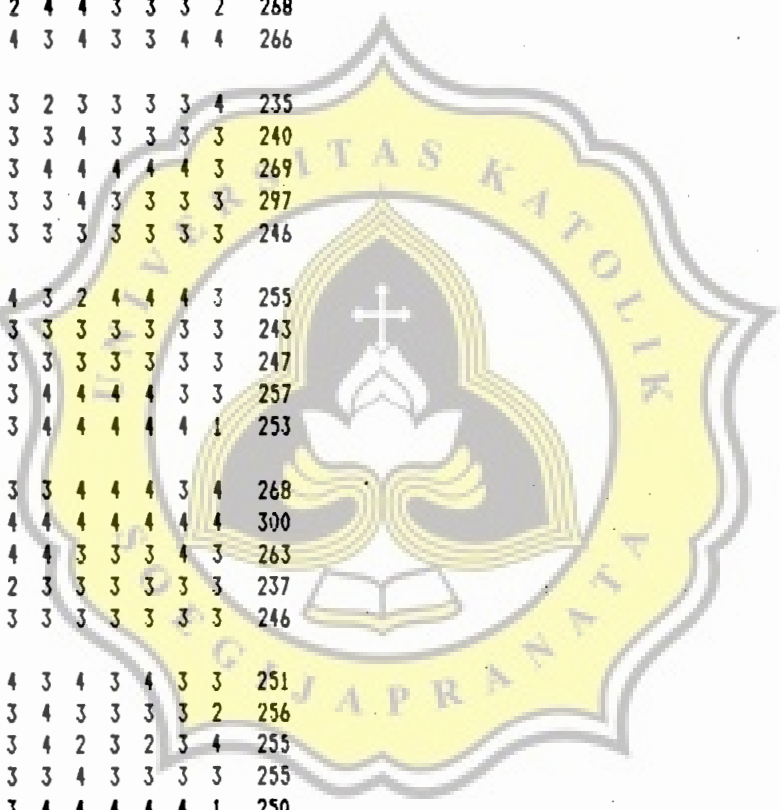 2 4 4 3 3 3 2 268
4 3 4 3 3 4 4 266
3 2 3 3 3 3 4 235
3 3 4 3 3 3 3 240
3 4 4 4 4 4 3 269
3 3 4 3 3 3 3 297
3 3 3 3 3 3 3 246
4 3 2 4 4 4 3 255
3 3 3 3 3 3 3 243
3 3 3 3 3 3 3 247
3 4 4 4 4 3 3 257
3 4 4 4 4 4 1 253
3 3 4 4 4 3 4 268
4 4 4 4 4 4 4 300
4 4 3 3 3 4 3 263
2 3 3 3 3 3 3 237
3 3 3 3 3 3 3 246
4 3 4 3 4 3 3 251
3 4 3 3 3 3 2 256
3 4 2 3 2 3 4 255
3 3 4 3 3 3 3 255
3 4 4 4 4 4 1 250
UNIVERSITAS KATOLIK
SOEGIJAPRANATA